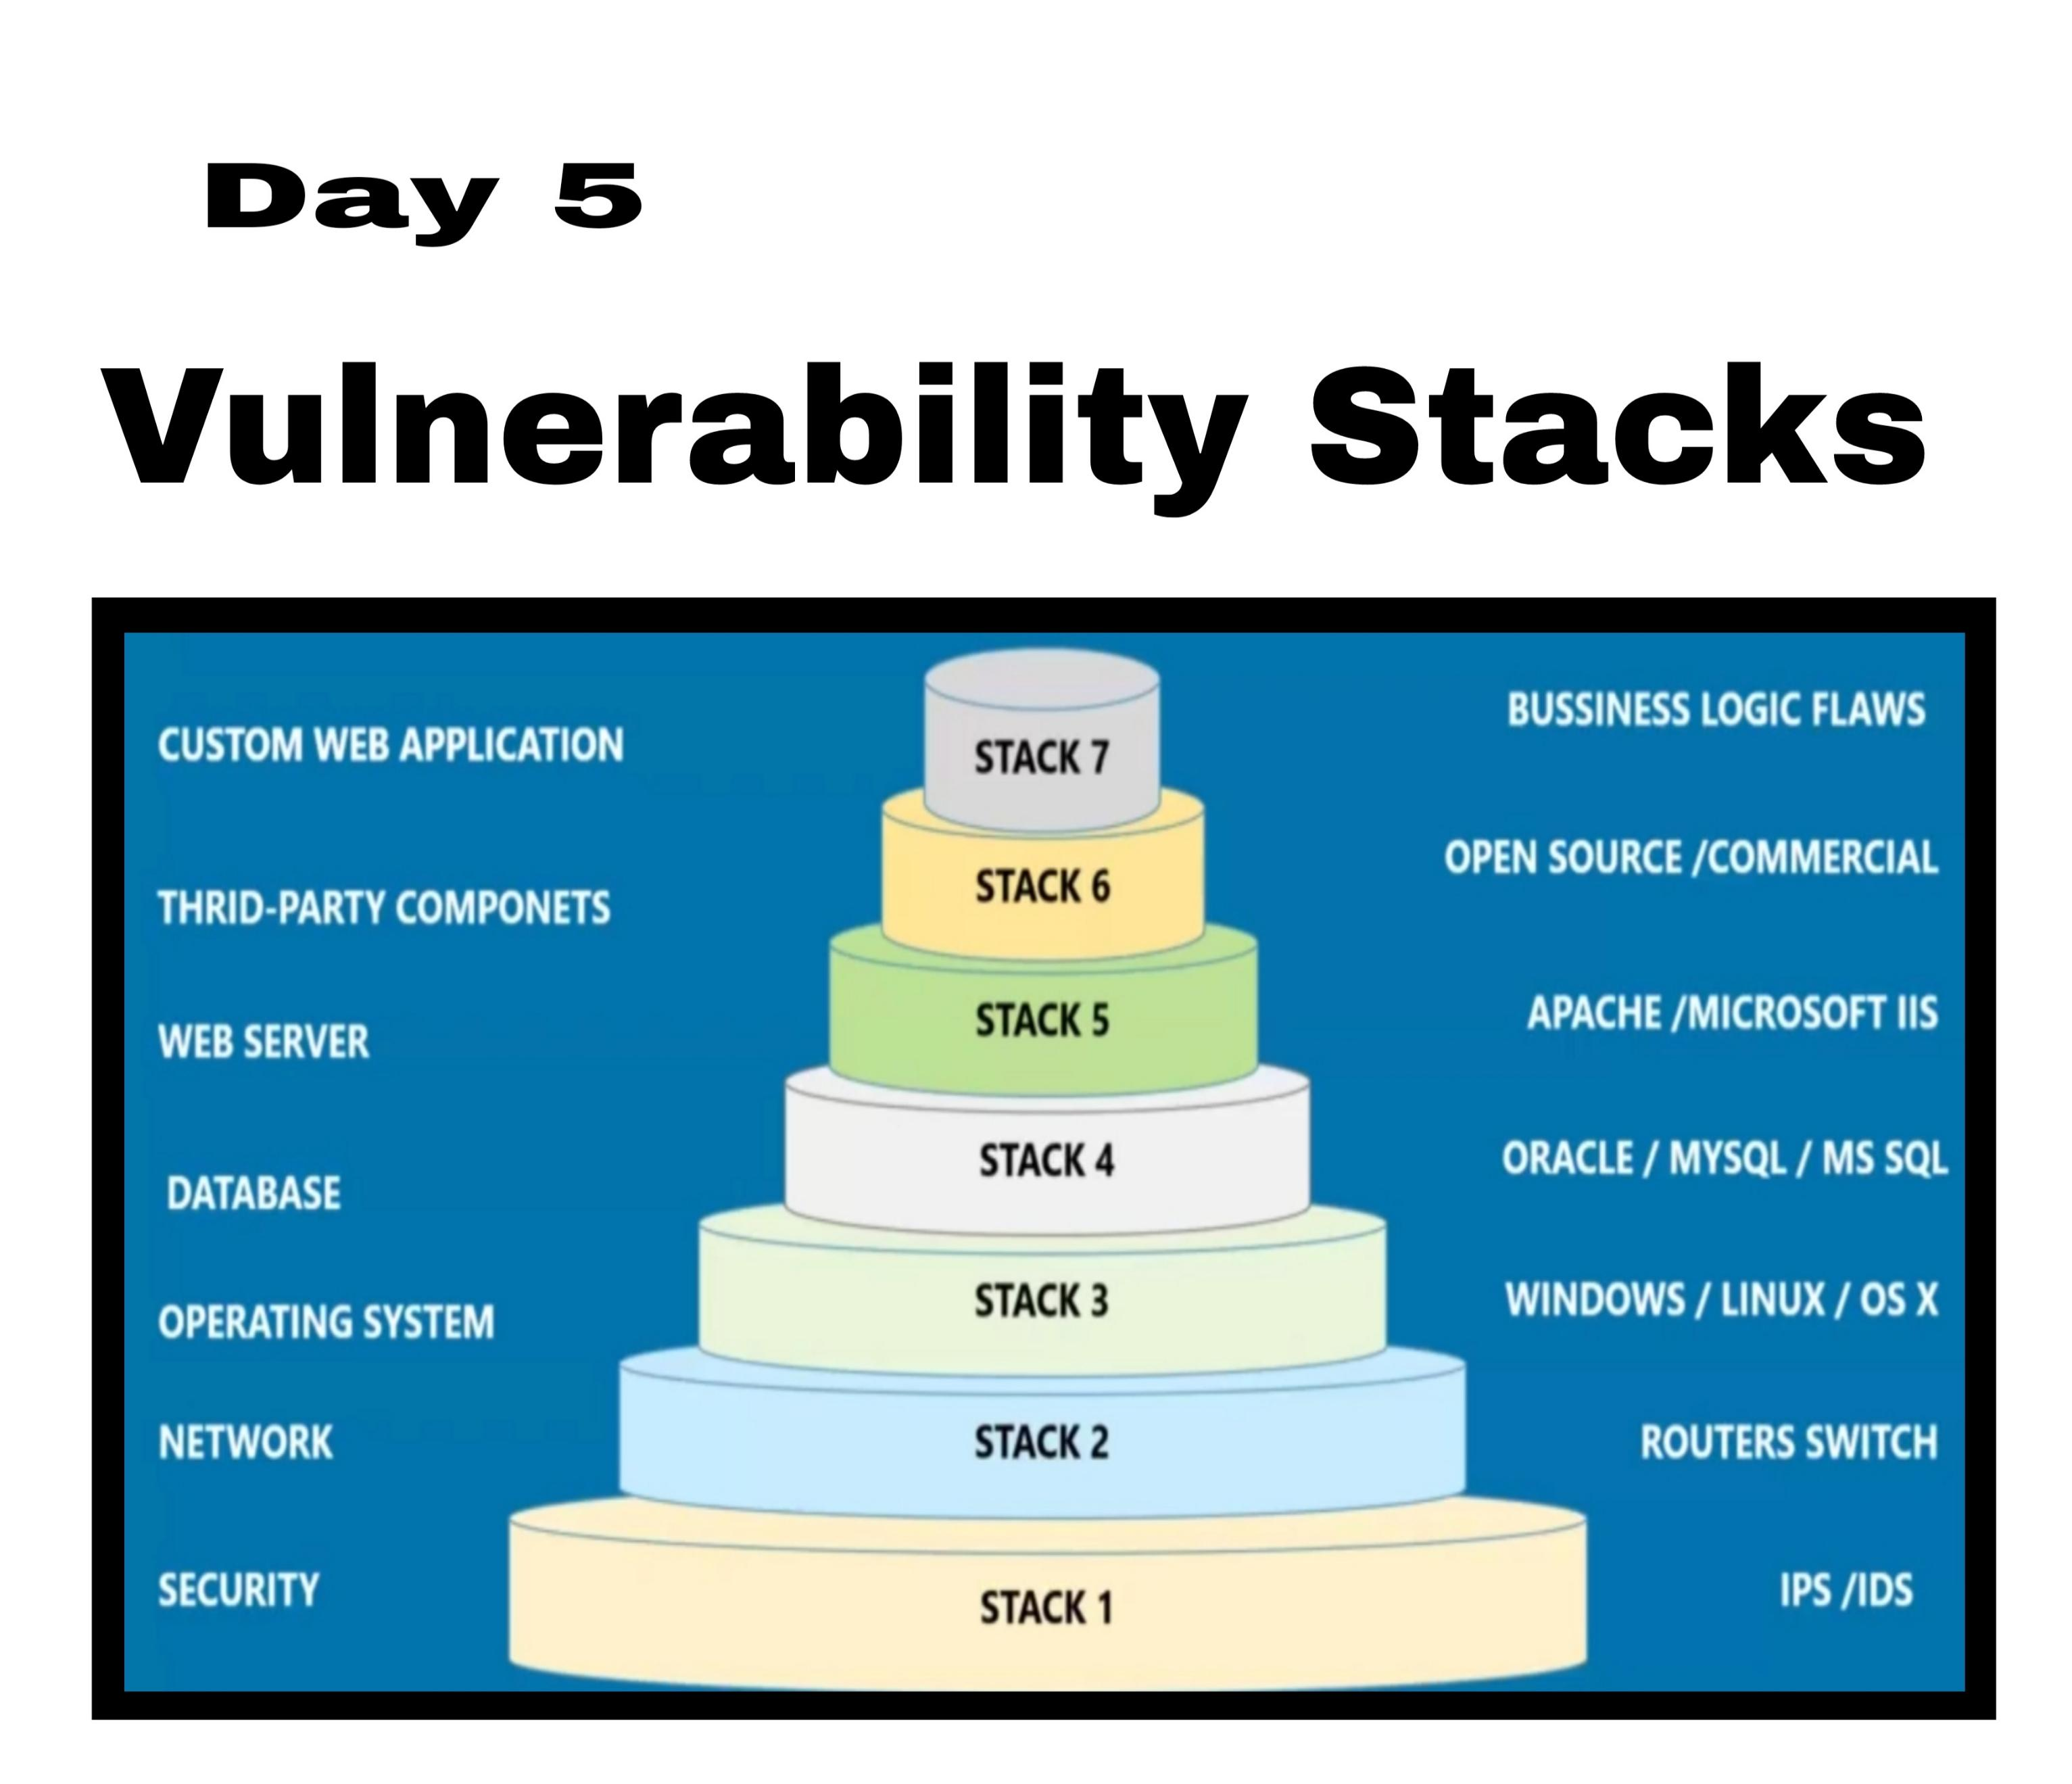 Day 5
Vulnerability Stacks
CUSTOM WEB APPLICATION
STACK 7
BUSSINESS LOGIC FLAWS
THRID-PARTY COMPONETS
STACK 6
OPEN SOURCE /COMMERCIAL
WEB SERVER
STACK 5
APACHE /MICROSOFT IIS
DATABASE
STACK 4
ORACLE / MYSQL / MS SQL
OPERATING SYSTEM
STACK 3
WINDOWS / LINUX / OS X
NETWORK
STACK 2
ROUTERS SWITCH
SECURITY
STACK 1
IPS /IDS